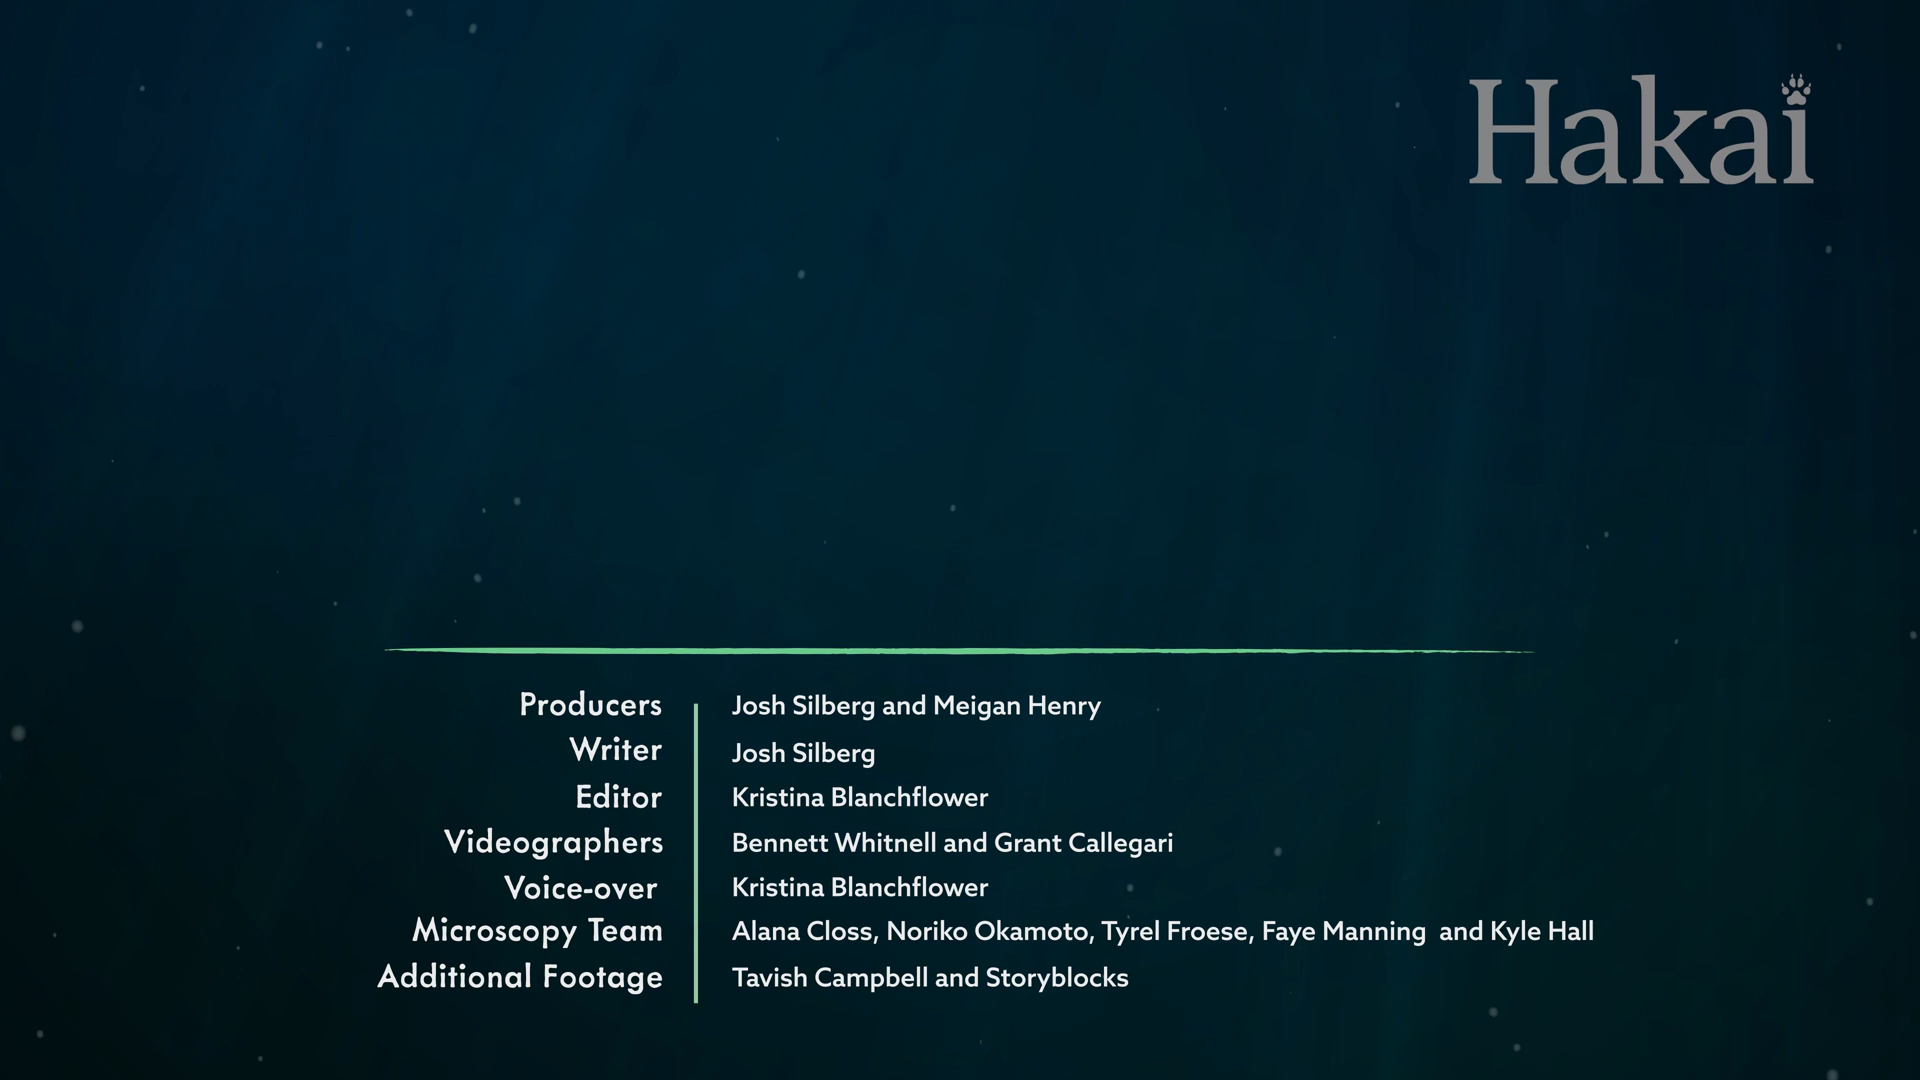 Hakai
Producers Josh Silberg and Meigan Henry
Writer Josh Silberg
Editor Kristina Blanchflower
Videographers Bennett Whitnell and Grant Callegari
Voice-over Kristina Blanchflower
Microscopy Team Alana Closs, Noriko Okamoto, Tyrel Froese, Faye Manning and Kyle Hall
Additional Footage Tavish Campbell and Storyblocks